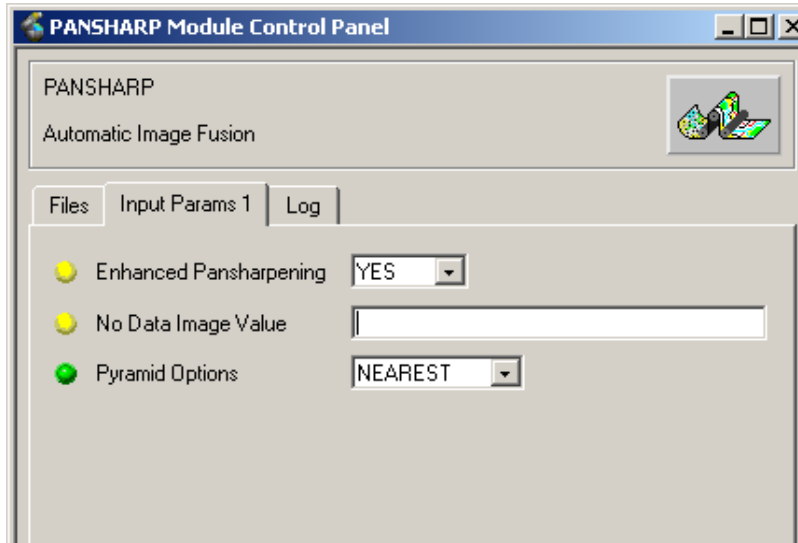 PANSHARP Module Control Panel
PANSHARP
Automatic Image Fusion
Files Input Params 1 Log
Enhanced Pansharpening YES
No Data Image Value
Pyramid Options NEAREST